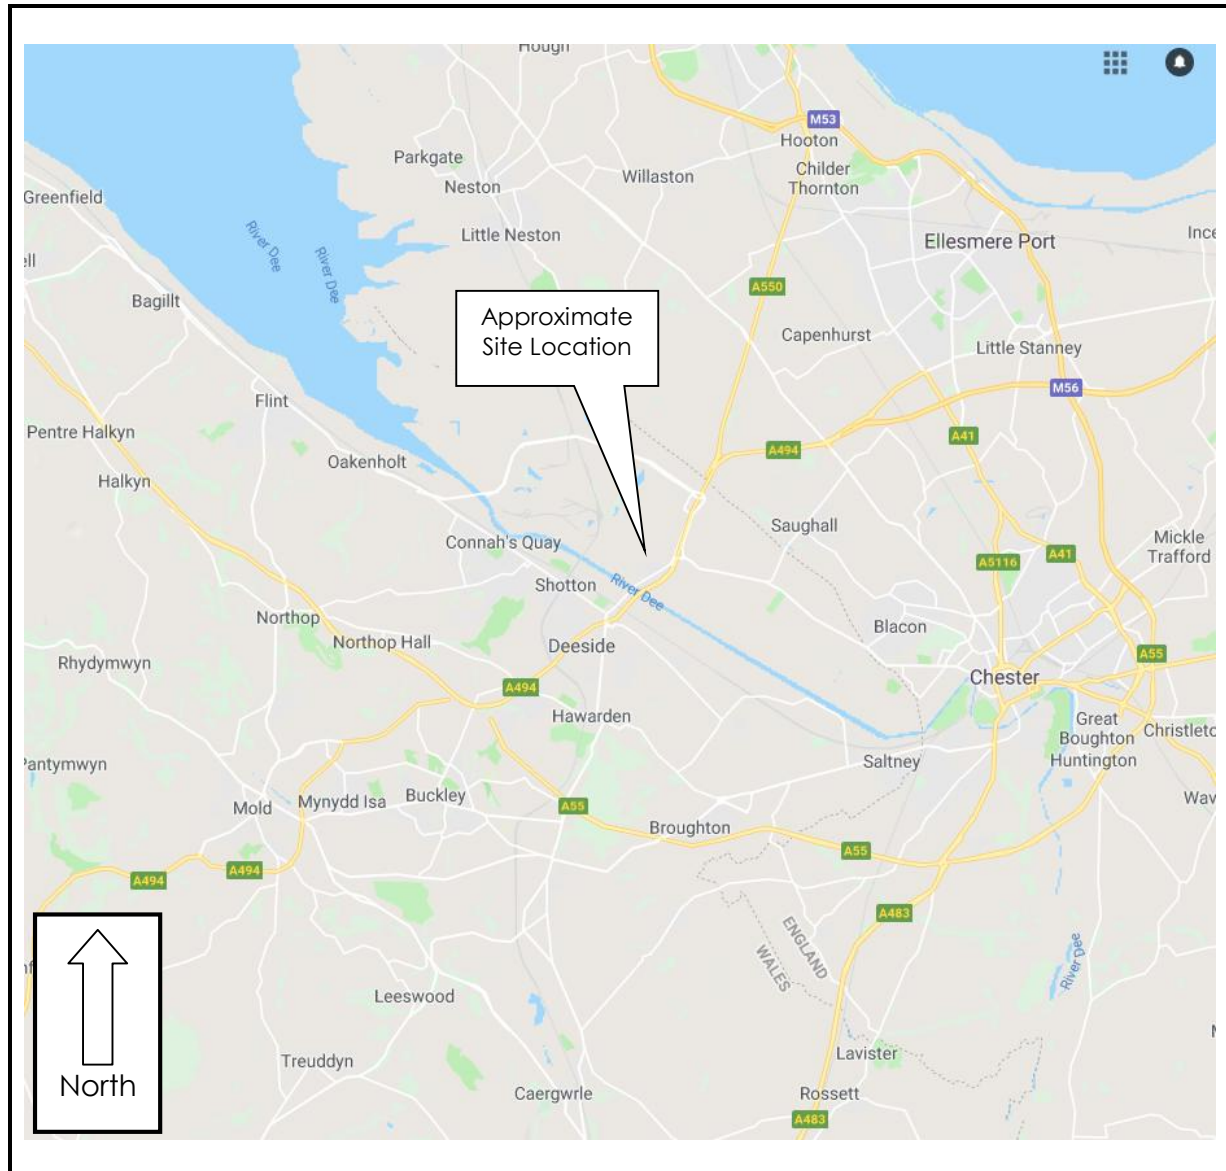 Hough
M53
Hooton
Parkgate
Childer
Thornton
Neston
Willaston
Greenfield
River Dee
River Dee
Little Neston
Ellesmere Port
Ince
ell
A550
Bagillt
Approximate
Site Location
Capenhurst
Little Stanney
M56
Flint
Pentre Halkyn
A41
A494
Oakenholt
Halkyn
Saughall
Connah's Quay
Mickle
Trafford
A41
A5116
Shotton
River Dee
Northop
Blacon
Northop Hall
Deeside
A55
Rhydymwyn
Chester
A494
Hawarden
Great
Boughton
Christleto
Huntington
Saltney
Pantymwyn
Buckley
Mynydd Isa
Mold
A55
Wav
Broughton
A55
A494
A494
A483
ENGLAND
WALES
River Dee
nf
Leeswood
Lavister
Treuddyn
North
Caergwrle
Rossett
A483